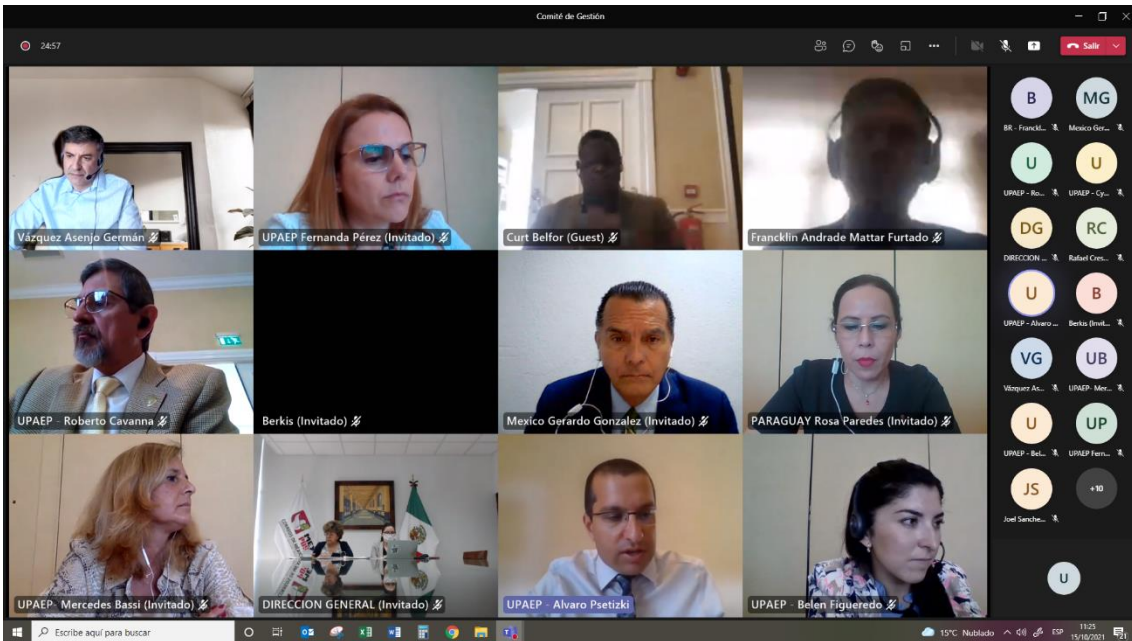 Comité de Gestión
24:57
Salir
Vázquez Asenjo Germán
UPAEP Fernanda Pérez (Invitado)
Curt Belfor (Guest)
Francklin Andrade Mattar Furtado
UPAEP - Roberto Cavanna
Berkis (Invitado)
Mexico Gerardo Gonzalez (Invitado)
PARAGUAY Rosa Paredes (Invitado)
UPAEP- Mercedes Bassi (Invitado)
DIRECCION GENERAL (Invitado)
UPAEP - Alvaro Psetizki
UPAEP - Belen Figueredo
B MG
BR - Franckl... Mexico Ger...
U U
UPAEP - Ro... UPAEP - Cy...
DG RC
DIRECCION ... Rafael Cres...
U B
UPAEP - Alvaro ... Berkis (Invit...
VG UB
Vázquez As... UPAEP- Mer...
U UP
UPAEP - Bel... UPAEP Fern...
JS +10
Joel Sanche...
U
Escribe aquí para buscar
15°C Nublado
ESP
11:25
15/10/2021
21